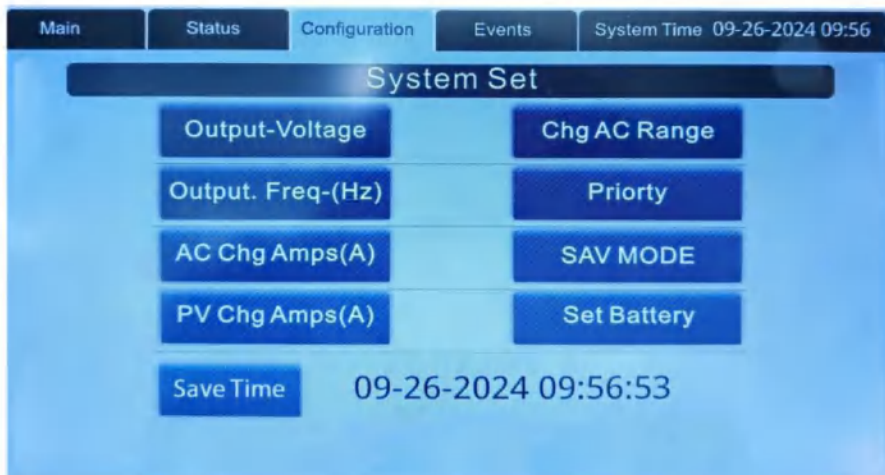 Main Status Configuration Events System Time 09-26-2024 09:56
System Set
Output-Voltage Chg AC Range
Output. Freq-(Hz) Priorty
AC Chg Amps(A) SAV MODE
PV Chg Amps(A) Set Battery
Save Time 09-26-2024 09:56:53